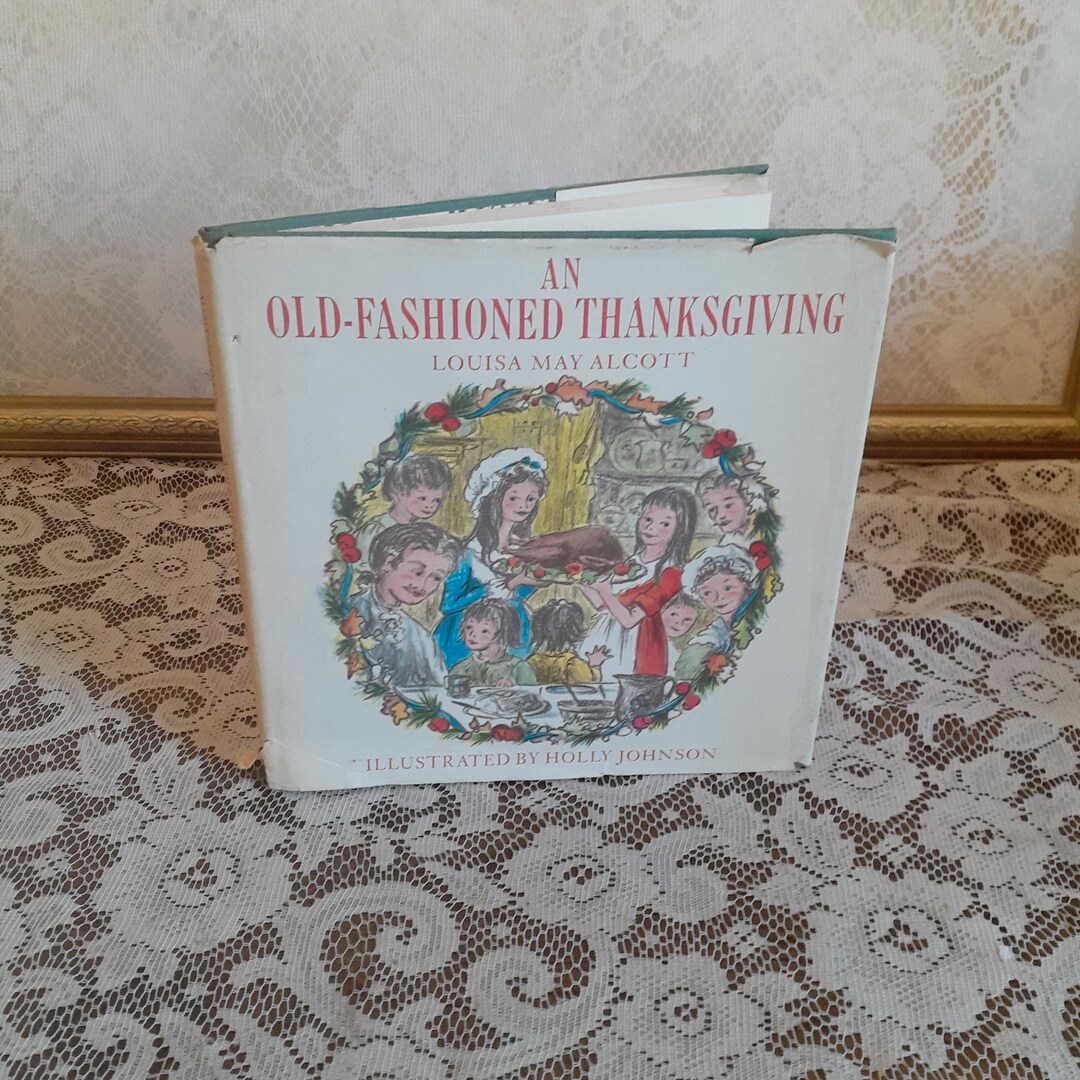 AN
OLD-FASHIONED THANKSGIVING
LOUISA MAY ALCOTT
ILLUSTRATED BY HOLLY JOHNSON